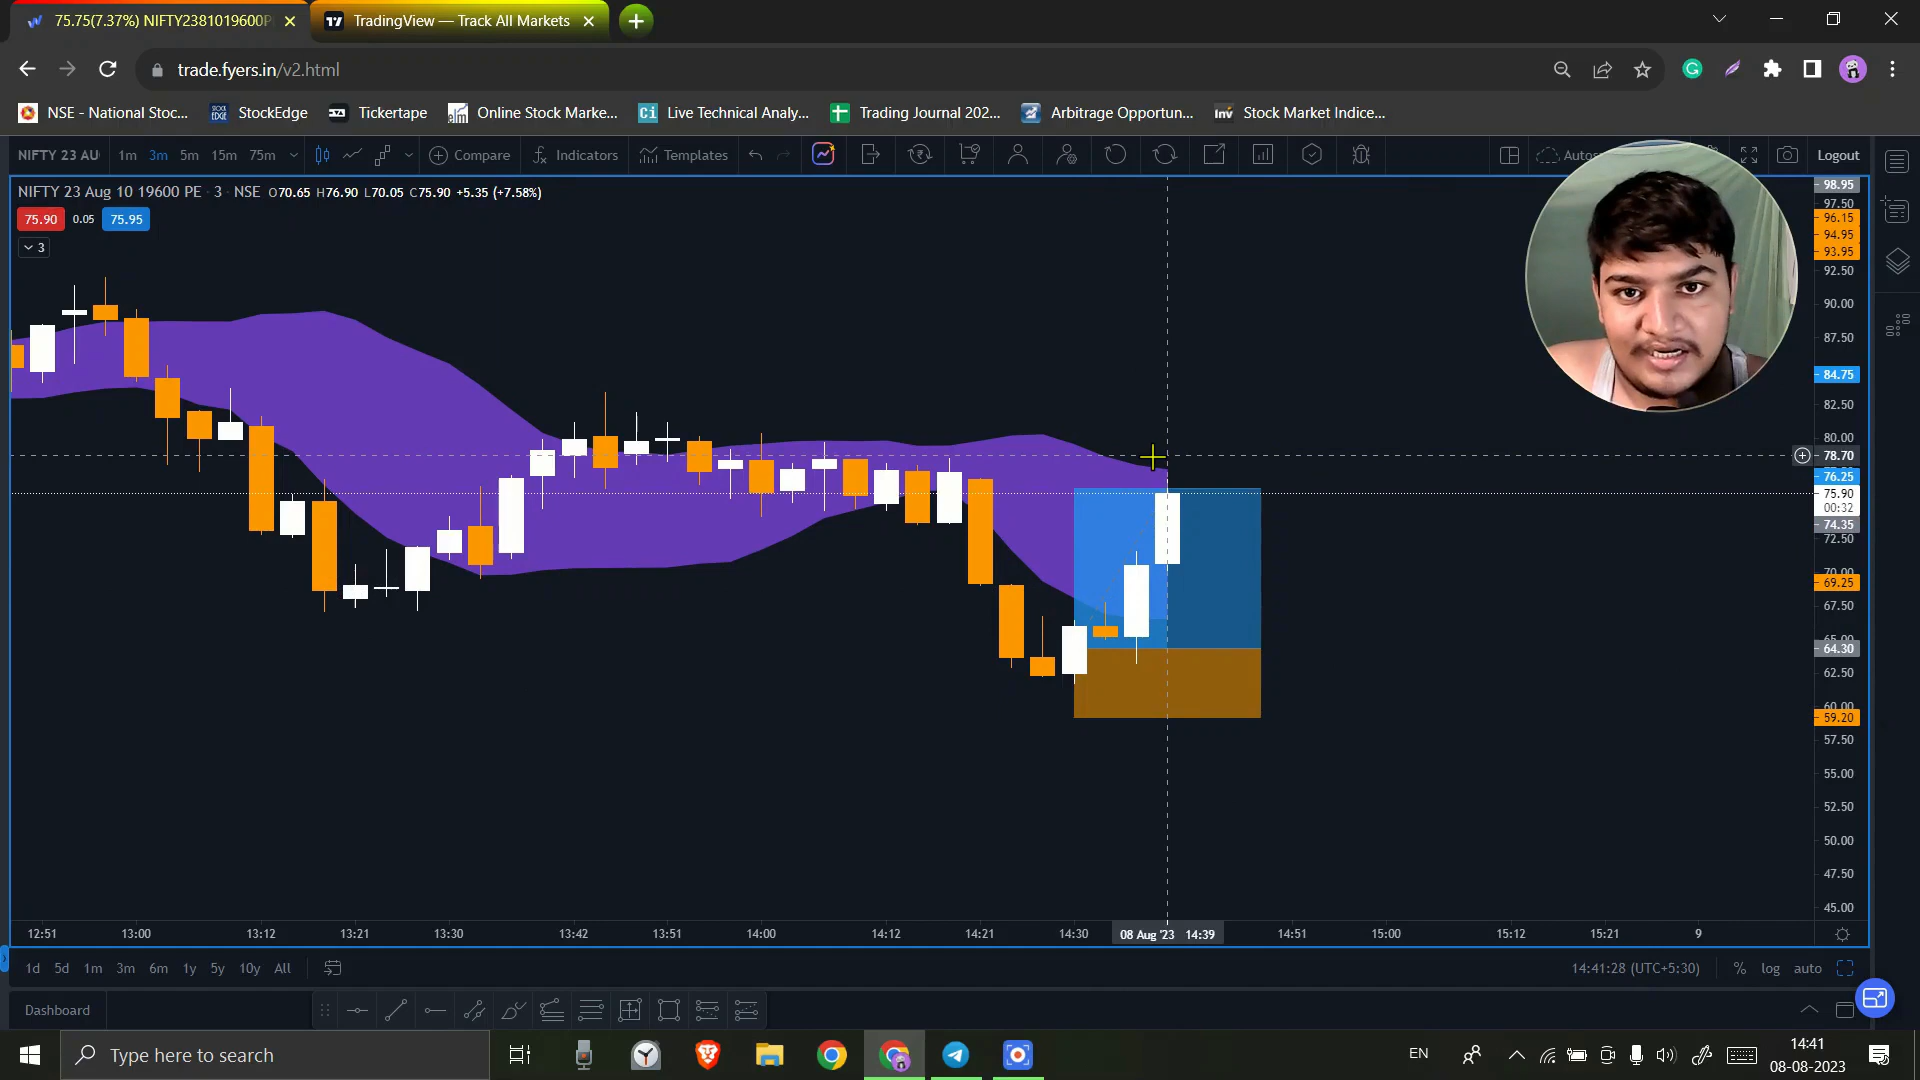 75.75(7.37%) NIFTY2381019600P
TradingView — Track All Markets
trade.fyers.in/v2.html
NSE - National Stoc...
StockEdge
Tickertape
Online Stock Marke...
Live Technical Analy...
Trading Journal 202...
Arbitrage Opportun...
Stock Market Indice...
NIFTY 23 AU
1m 3m 5m 15m 75m
Compare
Indicators
Templates
Logout
NIFTY 23 Aug 10 19600 PE · 3 · NSE O70.65 H76.90 L70.05 C75.90 +5.35 (+7.58%)
75.90 0.05 75.95
3
98.95
97.50
96.15
94.95
93.95
92.50
90.00
87.50
84.75
82.50
80.00
78.70
76.25
75.90
00:32
74.35
72.50
70.00
69.25
67.50
65.00
64.30
62.50
60.00
59.20
57.50
55.00
52.50
50.00
47.50
45.00
12:51 13:00 13:12 13:21 13:30 13:42 13:51 14:00 14:12 14:21 14:30 08 Aug '23 14:39 14:51 15:00 15:12 15:21 9
1d 5d 1m 3m 6m 1y 5y 10y All
14:41:28 (UTC+5:30) % log auto
Dashboard
Type here to search
EN
14:41
08-08-2023